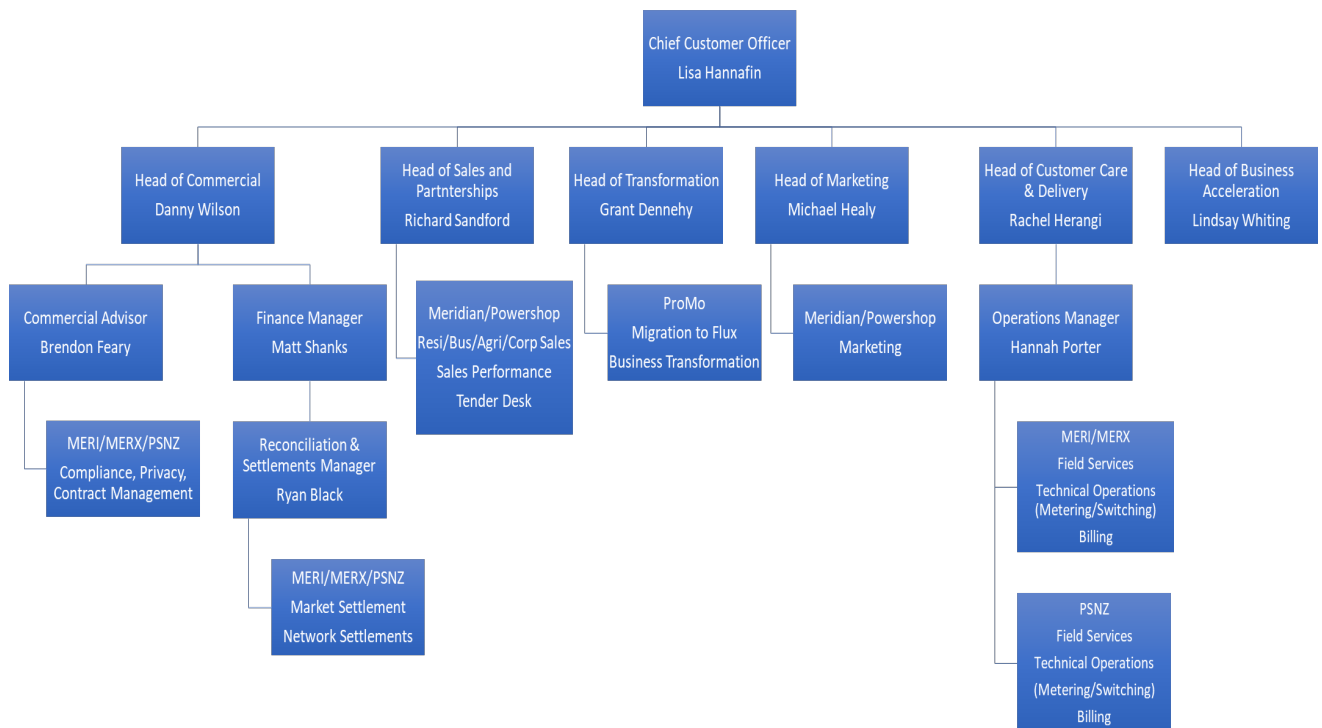 Chief Customer Officer
Lisa Hannafin
Head of Commercial
Danny Wilson
Head of Sales and
Partnterships
Richard Sandford
Head of Transformation
Grant Dennehy
Head of Marketing
Michael Healy
Head of Customer Care
& Delivery
Rachel Herangi
Head of Business
Acceleration
Lindsay Whiting
Commercial Advisor
Brendon Feary
Finance Manager
Matt Shanks
Meridian/Powershop
Resi/Bus/Agri/Corp Sales
Sales Performance
Tender Desk
ProMo
Migration to Flux
Business Transformation
Meridian/Powershop
Marketing
Operations Manager
Hannah Porter
MERI/MERX/PSNZ
Compliance, Privacy,
Contract Management
Reconciliation &
Settlements Manager
Ryan Black
MERI/MERX
Field Services
Technical Operations
(Metering/Switching)
Billing
MERI/MERX/PSNZ
Market Settlement
Network Settlements
PSNZ
Field Services
Technical Operations
(Metering/Switching)
Billing